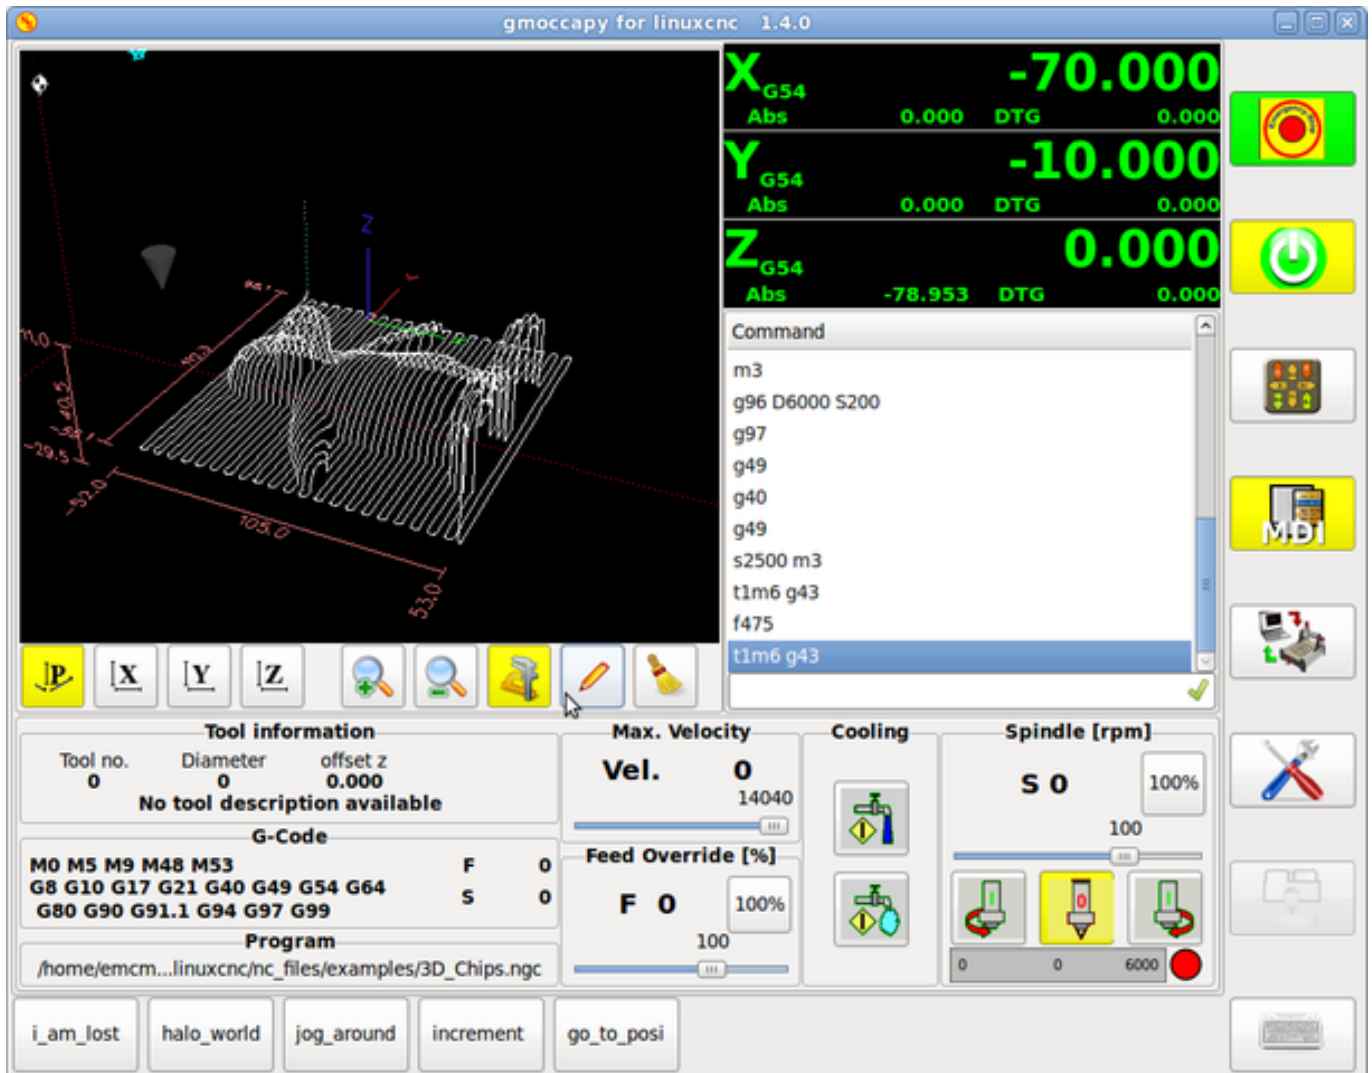 gmoccapy for linuxcnc 1.4.0
X G54 -70.000
Abs 0.000 DTG 0.000
Y G54 -10.000
Abs 0.000 DTG 0.000
Z G54 0.000
Abs -78.953 DTG 0.000
Z
-29.5
-52.0
105.0
53.0
Command
m3
g96 D6000 S200
g97
g49
g40
g49
s2500 m3
t1m6 g43
f475
t1m6 g43
MDI
P
X
Y
Z
Tool information
Tool no. Diameter offset z
0 0 0.000
No tool description available
G-Code
M0 M5 M9 M48 M53 F 0
G8 G10 G17 G21 G40 G49 G54 G64 S 0
G80 G90 G91.1 G94 G97 G99
Program
/home/emcm...linuxcnc/nc_files/examples/3D_Chips.ngc
Max. Velocity
Vel. 0
14040
Feed Override [%]
F 0 100%
100
Cooling
Spindle [rpm]
S 0 100%
100
0 0 6000
i_am_lost halo_world jog_around increment go_to_posi